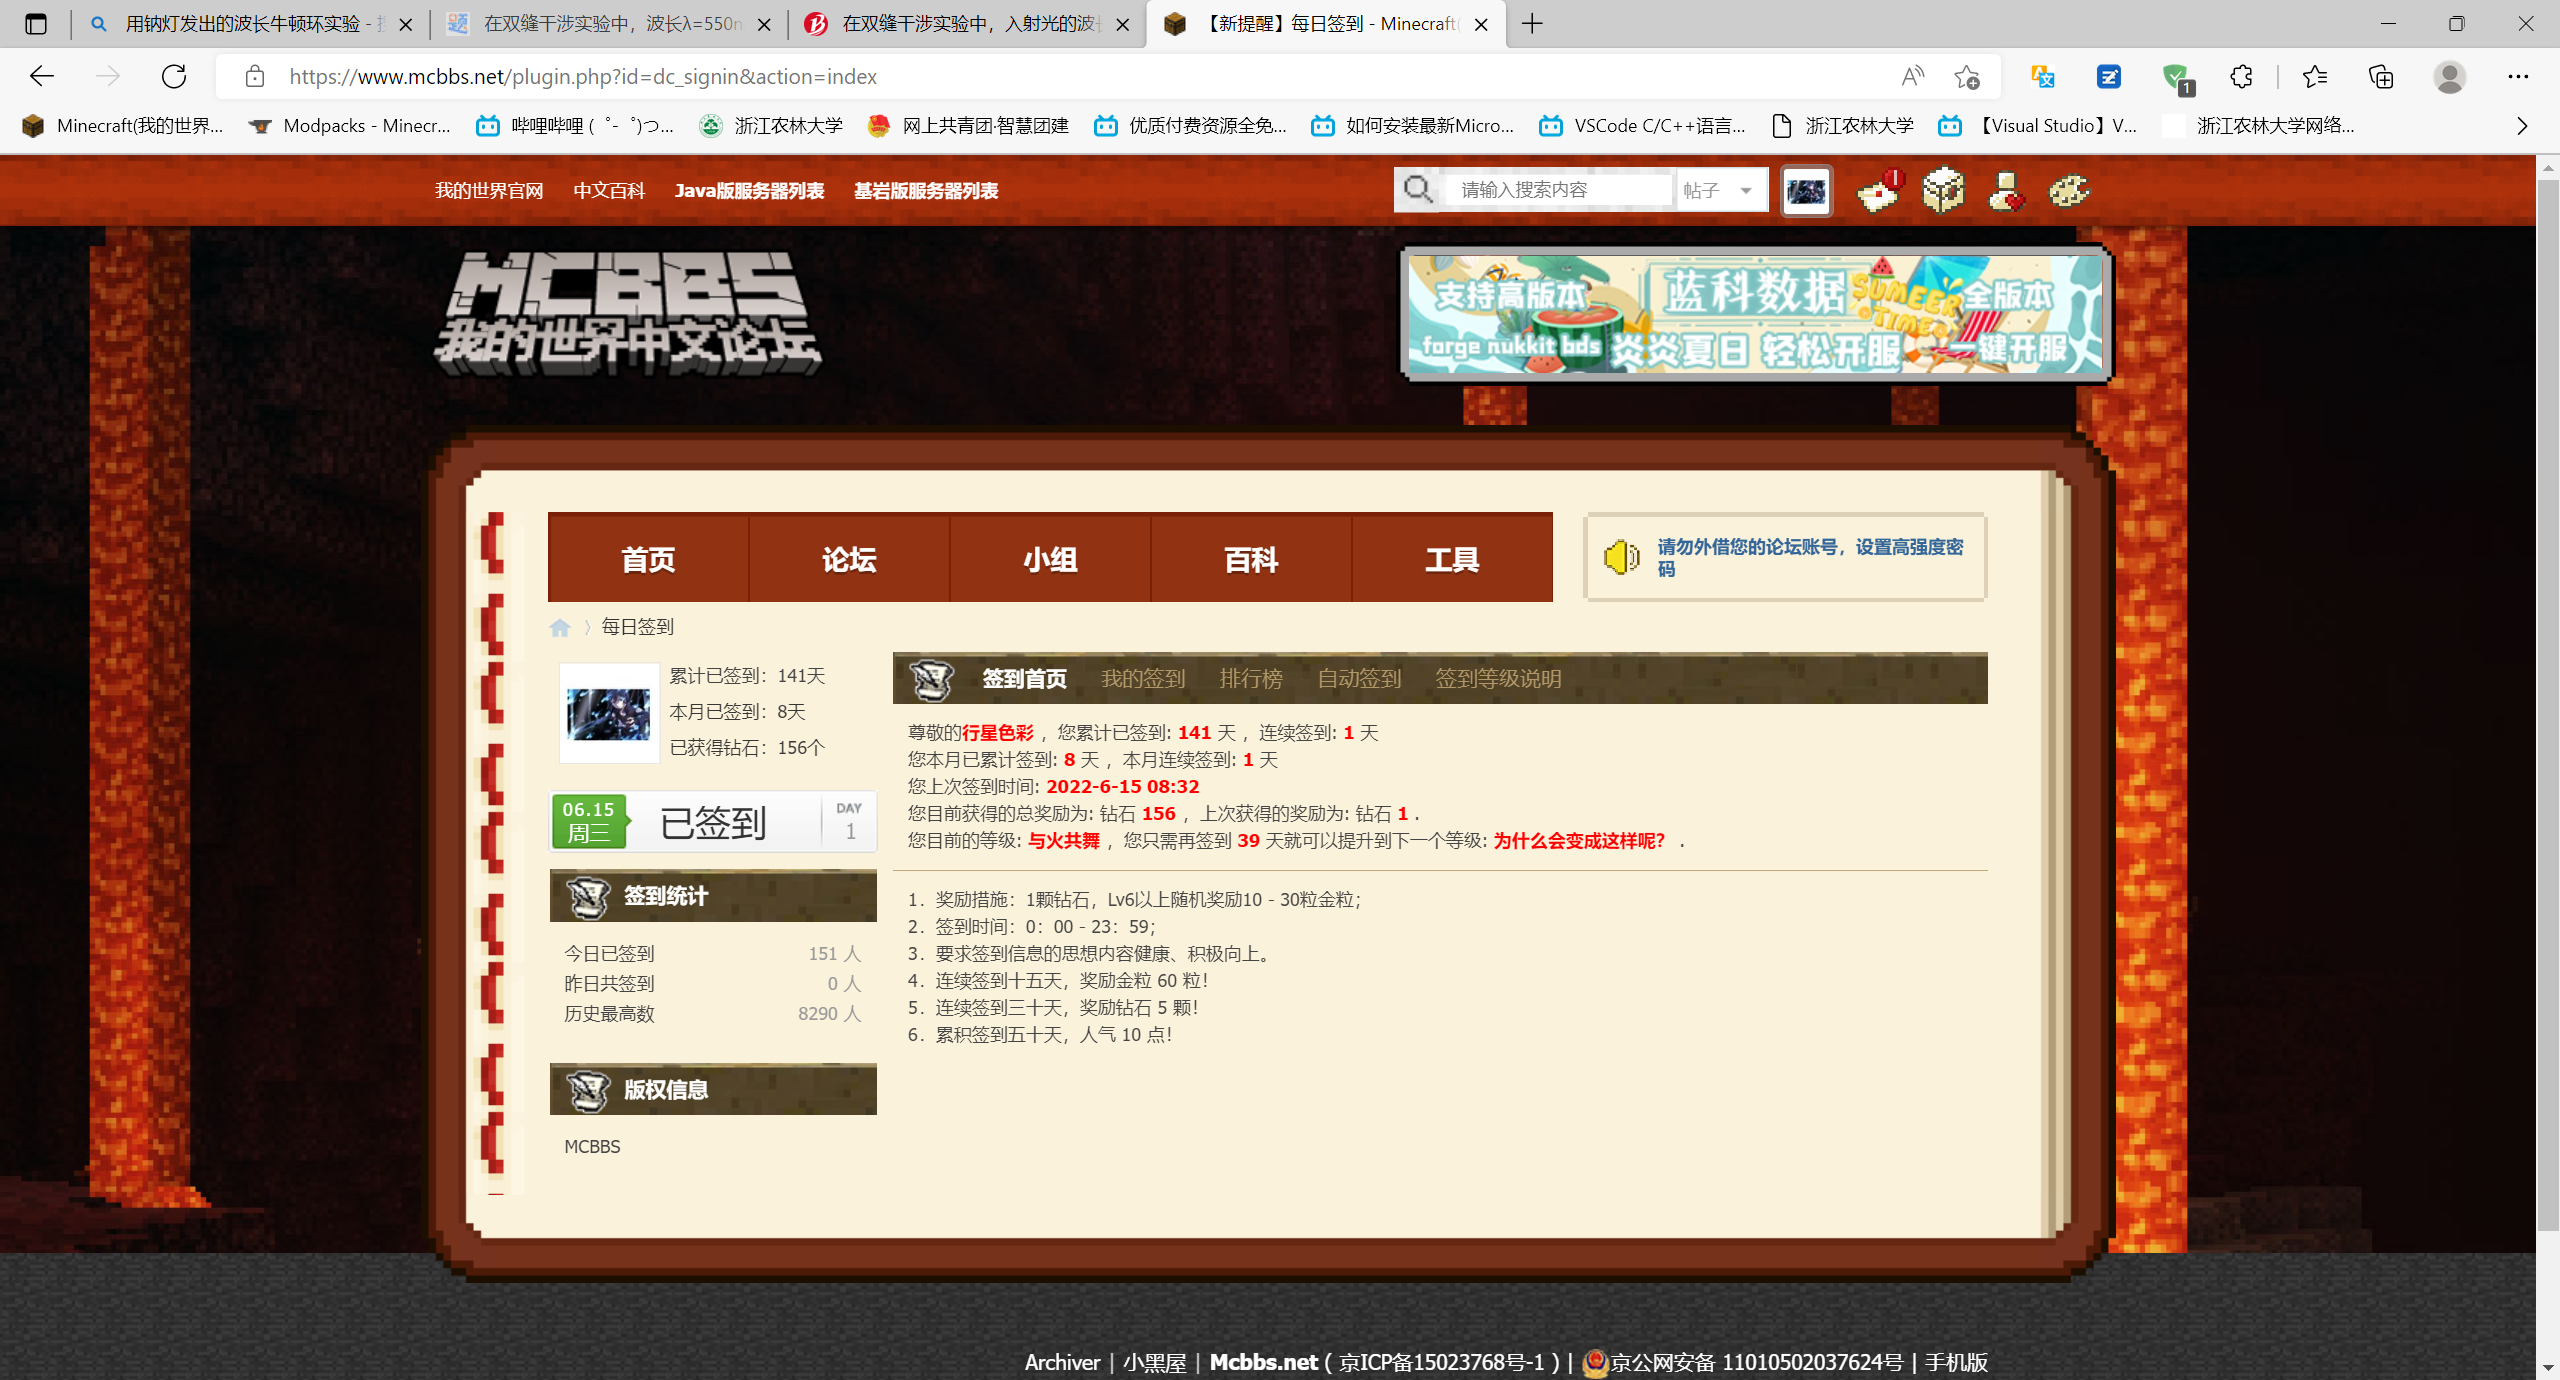 用钠灯发出的波长牛顿环实验 -
在双缝干涉实验中，波长λ=550n
在双缝干涉实验中，入射光的波
【新提醒】每日签到 - Minecraft(
https://www.mcbbs.net/plugin.php?id=dc_signin&action=index
1
Minecraft(我的世界...
Modpacks - Minecr...
哔哩哔哩 ( ゜- ゜)つ...
浙江农林大学
网上共青团·智慧团建
优质付费资源全免...
如何安装最新Micro...
VSCode C/C++语言...
浙江农林大学
【Visual Studio】V...
浙江农林大学网络...
我的世界官网
中文百科
Java版服务器列表
基岩版服务器列表
请输入搜索内容
帖子
MCBBS
我的世界中文论坛
支持高版本
蓝科数据
SUMEER
TIME
全版本
forge nukkit bds
炎炎夏日 轻松开服
一键开服
首页
论坛
小组
百科
工具
请勿外借您的论坛账号，设置高强度密
码
每日签到
累计已签到：141天
本月已签到：8天
已获得钻石：156个
06.15
周三
已签到
DAY
1
签到统计
今日已签到 151 人
昨日共签到 0 人
历史最高数 8290 人
版权信息
MCBBS
签到首页
我的签到
排行榜
自动签到
签到等级说明
尊敬的行星色彩 ，您累计已签到: 141 天 ，连续签到: 1 天
您本月已累计签到: 8 天 ，本月连续签到: 1 天
您上次签到时间: 2022-6-15 08:32
您目前获得的总奖励为: 钻石 156 ，上次获得的奖励为: 钻石 1 .
您目前的等级: 与火共舞 ，您只需再签到 39 天就可以提升到下一个等级: 为什么会变成这样呢？ .
1．奖励措施：1颗钻石，Lv6以上随机奖励10 - 30粒金粒；
2．签到时间：0：00 - 23：59；
3．要求签到信息的思想内容健康、积极向上。
4．连续签到十五天，奖励金粒 60 粒！
5．连续签到三十天，奖励钻石 5 颗！
6．累积签到五十天，人气 10 点！
Archiver | 小黑屋 | Mcbbs.net ( 京ICP备15023768号-1 ) | 京公网安备 11010502037624号 | 手机版